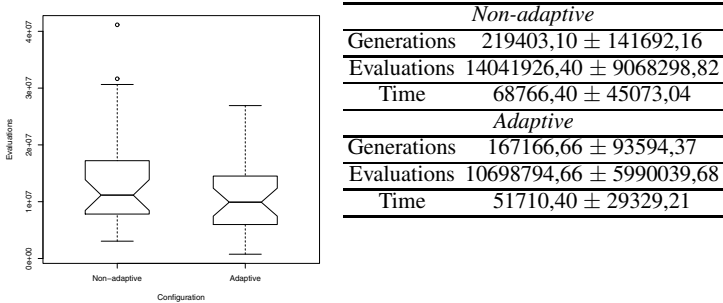 4e+07
3e+07
2e+07
1e+07
0e+00
Evaluations
Non−adaptive
Adaptive
Configuration
Non-adaptive
Generations 219403,10 ± 141692,16
Evaluations 14041926,40 ± 9068298,82
Time 68766,40 ± 45073,04
Adaptive
Generations 167166,66 ± 93594,37
Evaluations 10698794,66 ± 5990039,68
Time 51710,40 ± 29329,21